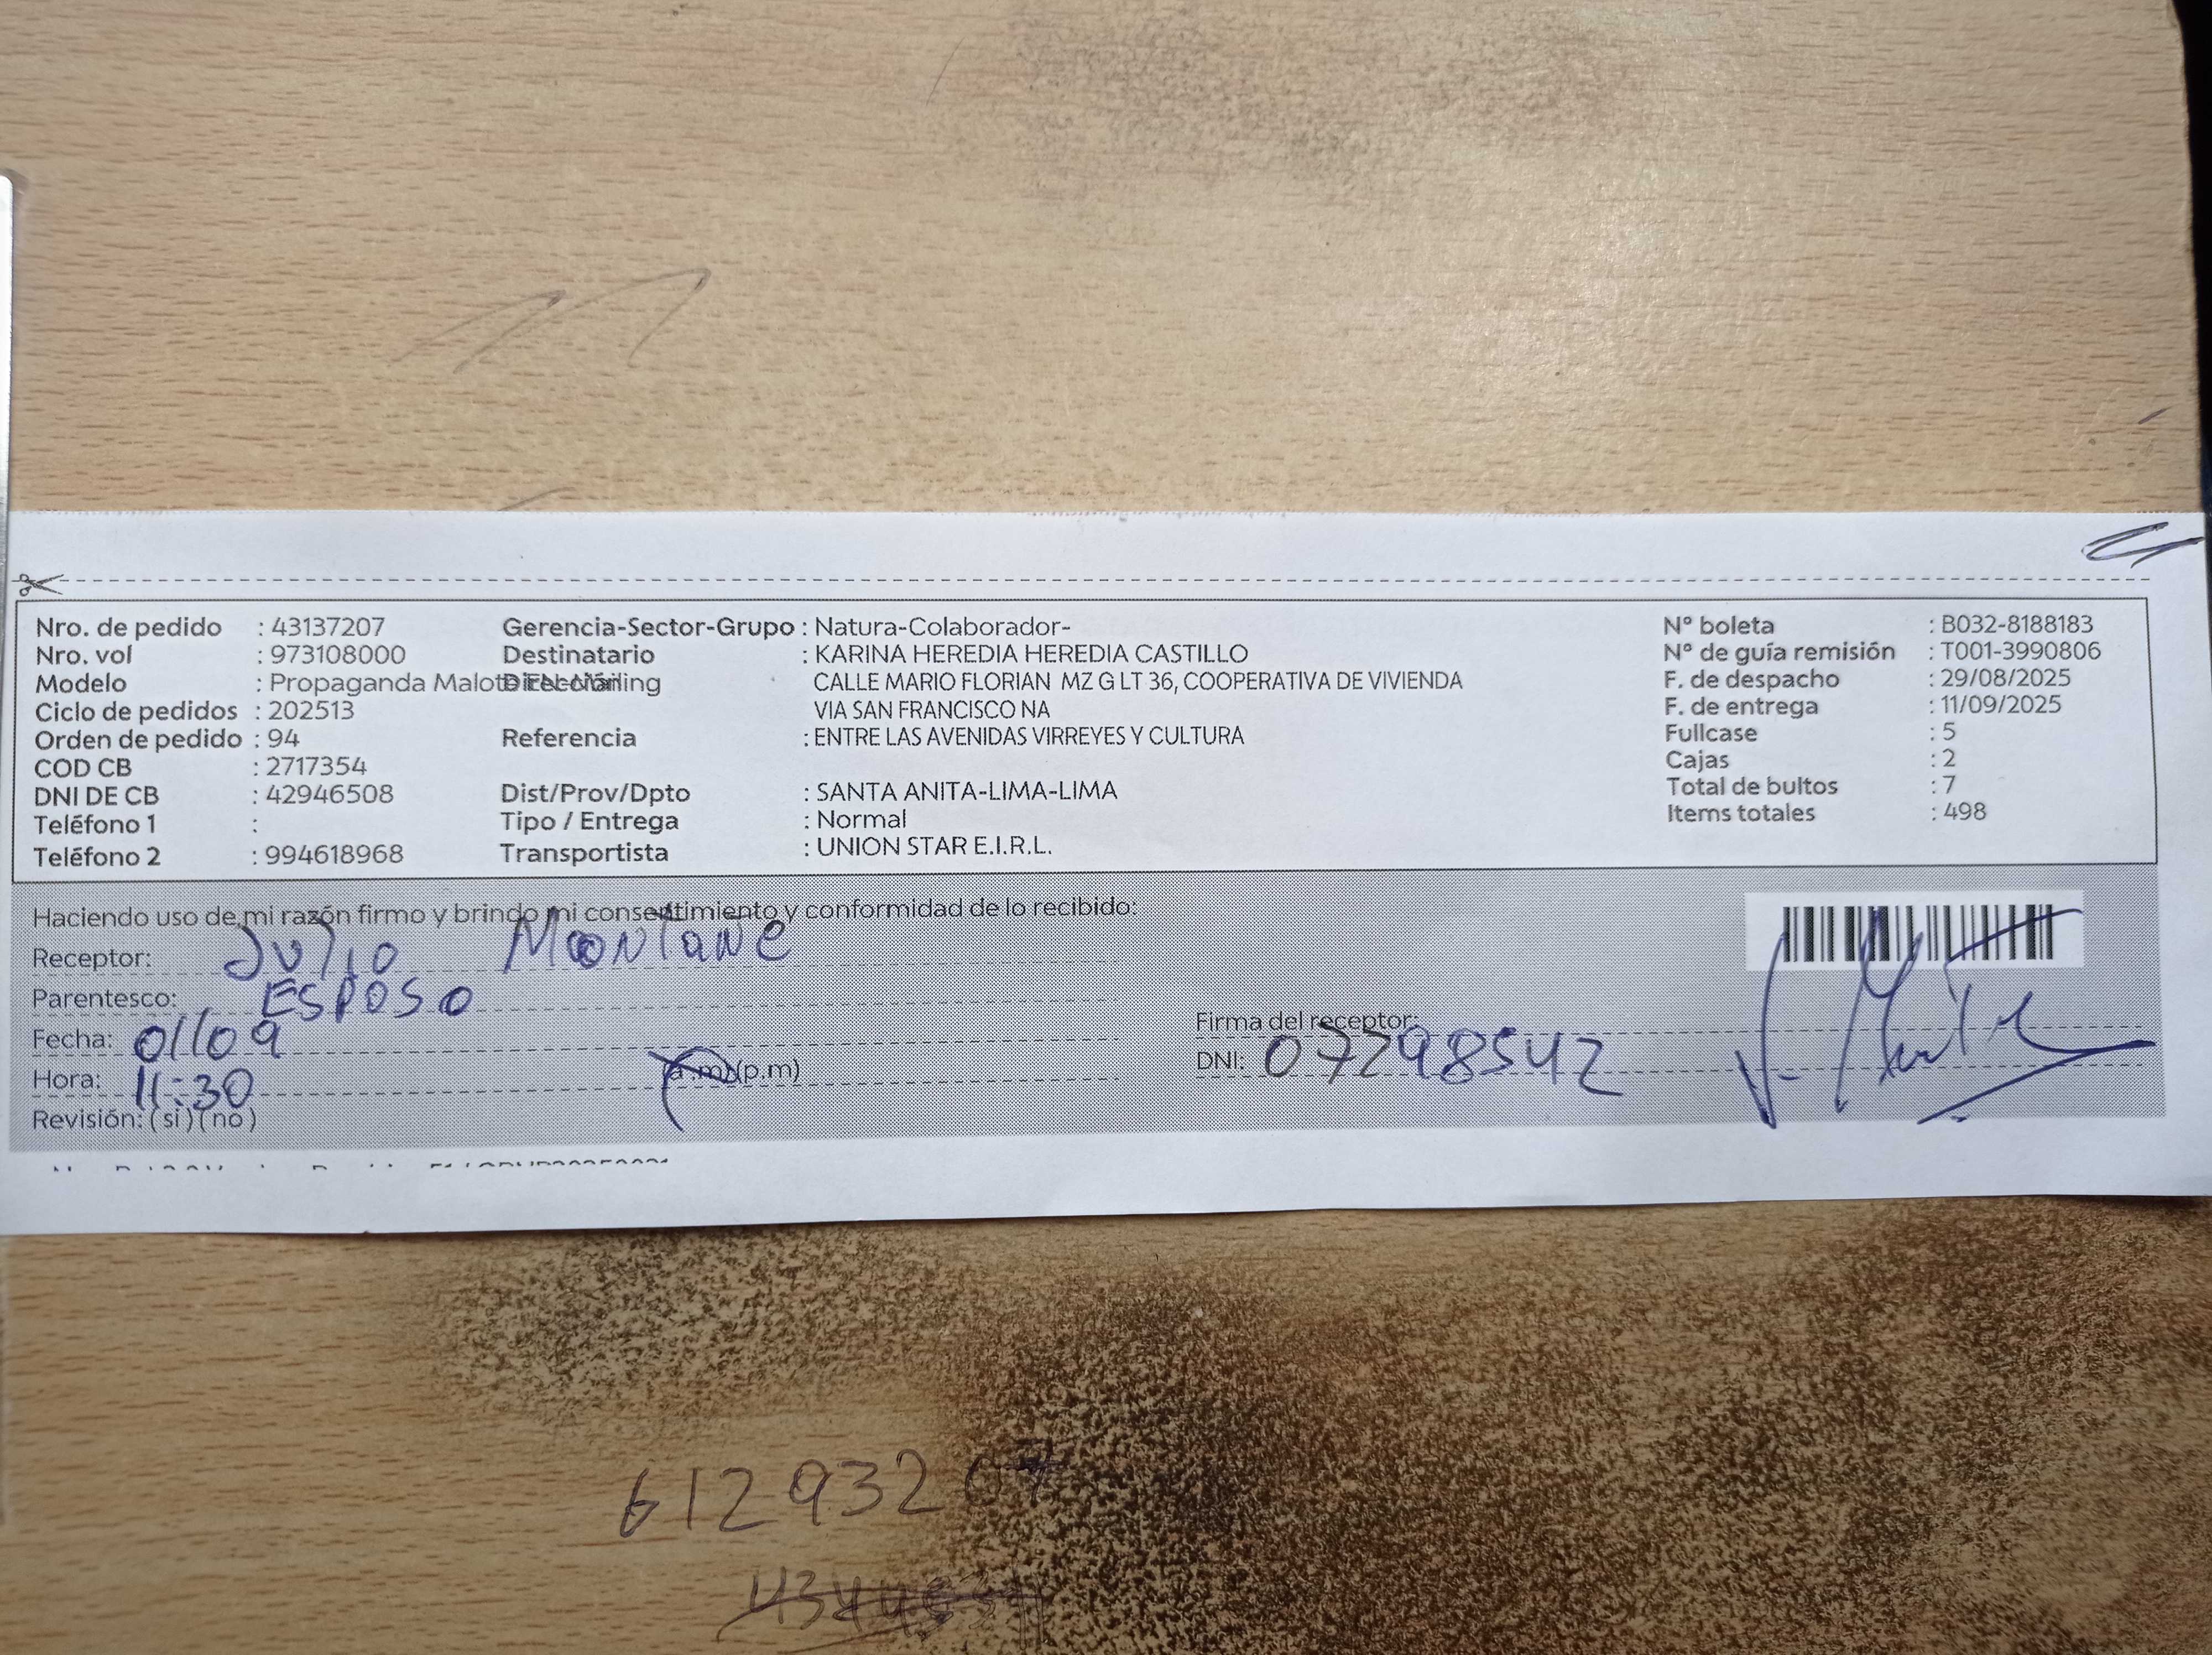 Nro. de pedido : 43137207
Nro. vol : 973108000
Modelo : Propaganda
Ciclo de pedidos : 202513
Orden de pedido : 94
COD CB : 2717354
DNI DE CB : 42946508
Teléfono 1 :
Teléfono 2 : 994618968
Gerencia-Sector-Grupo : Natura-Colaborador-
Destinatario : KARINA HEREDIA HEREDIA CASTILLO
CALLE MARIO FLORIAN MZ G LT 36, COOPERATIVA DE VIVIENDA
VIA SAN FRANCISCO NA
Referencia : ENTRE LAS AVENIDAS VIRREYES Y CULTURA
Dist/Prov/Dpto : SANTA ANITA-LIMA-LIMA
Tipo / Entrega : Normal
Transportista : UNION STAR E.I.R.L.
Nº boleta : B032-8188183
Nº de guía remisión : T001-3990806
F. de despacho : 29/08/2025
F. de entrega : 11/09/2025
Fullcase : 5
Cajas : 2
Total de bultos : 7
Items totales : 498
Haciendo uso de mi razón firmo y brindo mi consentimiento y conformidad de lo recibido:
Receptor: Julio Montañe
Parentesco: ESPOSO
Fecha: 01/09
Hora: 11:30 (a.m) (p.m)
Revisión: ( si ) ( no )
Firma del receptor:
DNI: 07298542